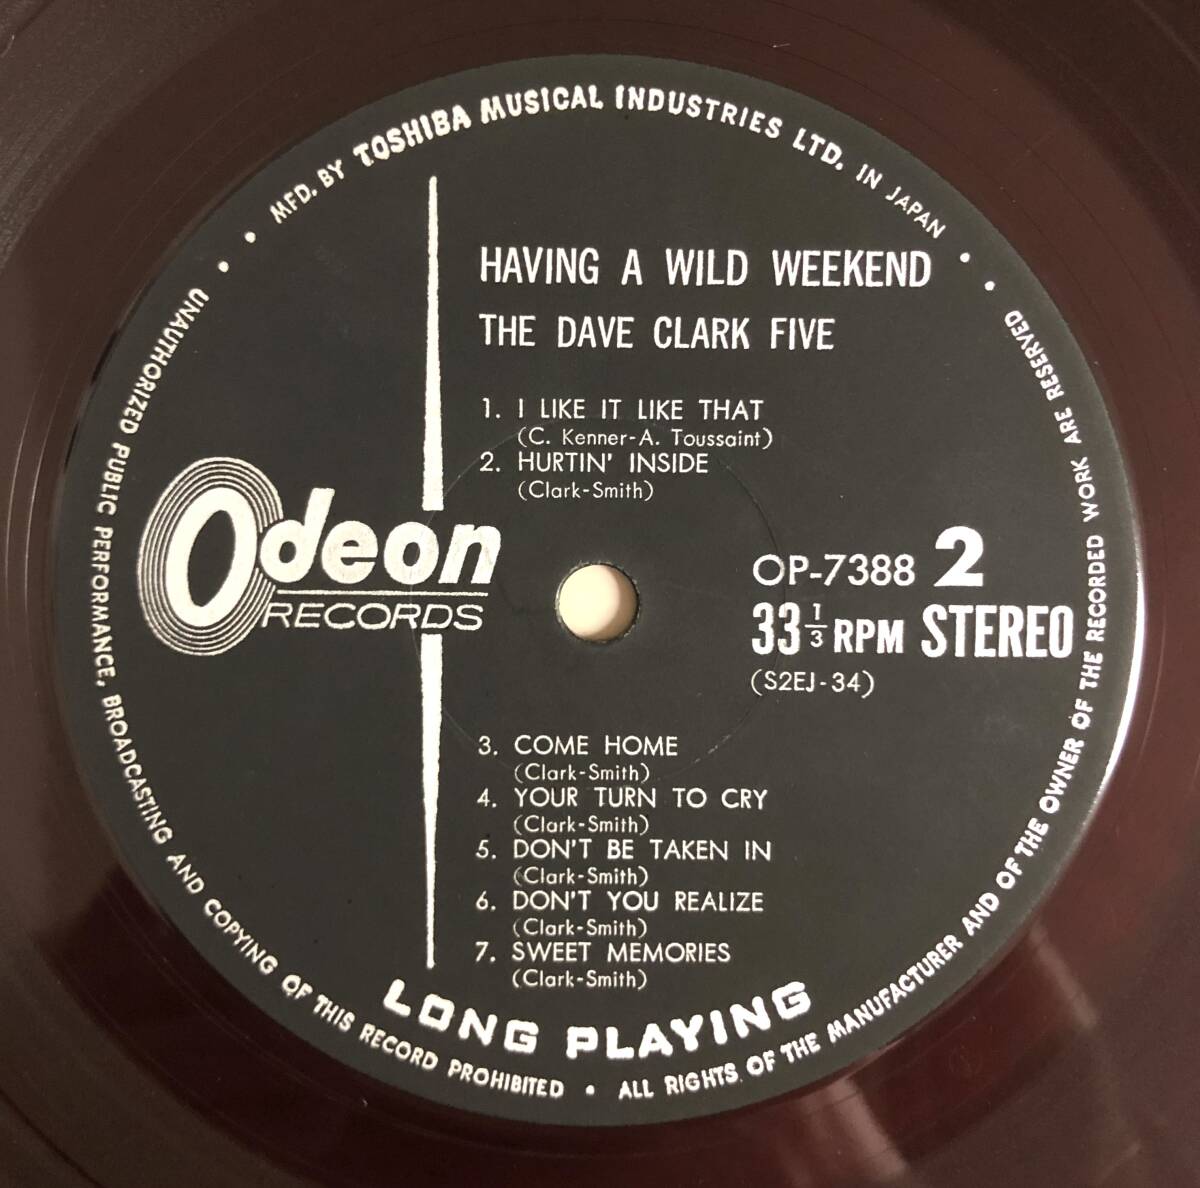 MFD. BY TOSHIBA MUSICAL INDUSTRIES LTD. IN JAPAN
HAVING A WILD WEEKEND
THE DAVE CLARK FIVE
1. I LIKE IT LIKE THAT
(C. Kenner-A. Toussaint)
2. HURTIN' INSIDE
(Clark-Smith)
Odeon
RECORDS
OP-7388 2
33 1/3 RPM STEREO
(S2EJ-34)
3. COME HOME
(Clark-Smith)
4. YOUR TURN TO CRY
(Clark-Smith)
5. DON'T BE TAKEN IN
(Clark-Smith)
6. DON'T YOU REALIZE
(Clark-Smith)
7. SWEET MEMORIES
(Clark-Smith)
LONG PLAYING
UNAUTHORIZED PUBLIC PERFORMANCE, BROADCASTING AND COPYING OF THIS RECORD PROHIBITED • ALL RIGHTS OF THE MANUFACTURER AND OF THE OWNER OF THE RECORDED WORK ARE RESERVED